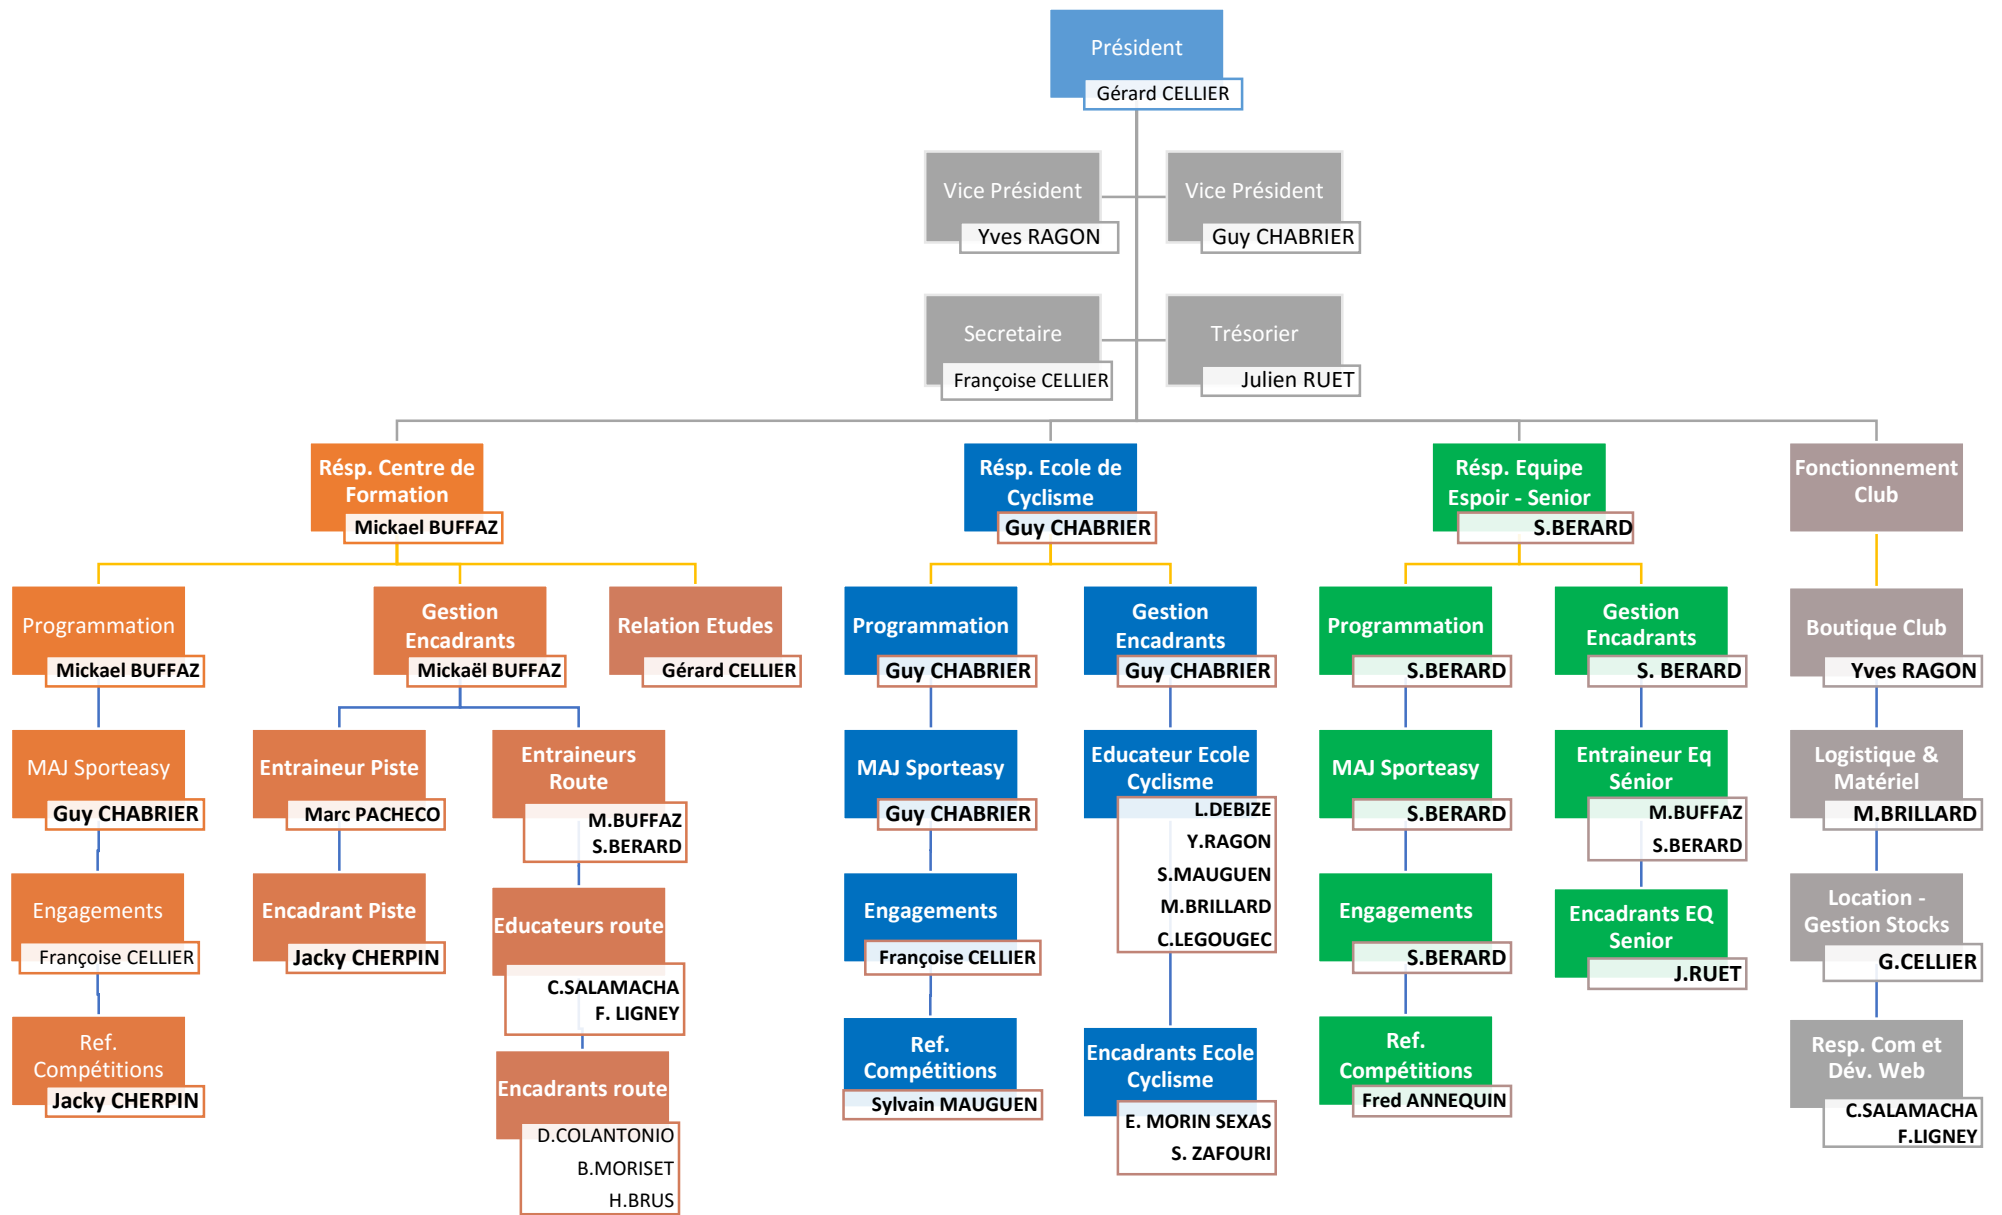 Président
Gérard CELLIER
Vice Président
Yves RAGON
Vice Président
Guy CHABRIER
Secretaire
Françoise CELLIER
Trésorier
Julien RUET
Résp. Centre de
Formation
Mickael BUFFAZ
Programmation
Mickael BUFFAZ
MAJ Sporteasy
Guy CHABRIER
Engagements
Françoise CELLIER
Ref.
Compétitions
Jacky CHERPIN
Gestion
Encadrants
Mickaël BUFFAZ
Entraineur Piste
Marc PACHECO
Encadrant Piste
Jacky CHERPIN
Entraineurs
Route
M.BUFFAZ
S.BERARD
Educateurs route
C.SALAMACHA
F. LIGNEY
Encadrants route
D.COLANTONIO
B.MORISET
H.BRUS
Relation Etudes
Gérard CELLIER
Résp. Ecole de
Cyclisme
Guy CHABRIER
Programmation
Guy CHABRIER
MAJ Sporteasy
Guy CHABRIER
Engagements
Françoise CELLIER
Ref.
Compétitions
Sylvain MAUGUEN
Gestion
Encadrants
Guy CHABRIER
Educateur Ecole
Cyclisme
L.DEBIZE
Y.RAGON
S.MAUGUEN
M.BRILLARD
C.LEGOUGEC
Encadrants Ecole
Cyclisme
E. MORIN SEXAS
S. ZAFOURI
Résp. Equipe
Espoir - Senior
S.BERARD
Programmation
S.BERARD
MAJ Sporteasy
S.BERARD
Engagements
S.BERARD
Ref.
Compétitions
Fred ANNEQUIN
Gestion
Encadrants
S. BERARD
Entraineur Eq
Sénior
M.BUFFAZ
S.BERARD
Encadrants EQ
Senior
J.RUET
Fonctionnement
Club
Boutique Club
Yves RAGON
Logistique &
Matériel
M.BRILLARD
Location -
Gestion Stocks
G.CELLIER
Resp. Com et
Dév. Web
C.SALAMACHA
F.LIGNEY